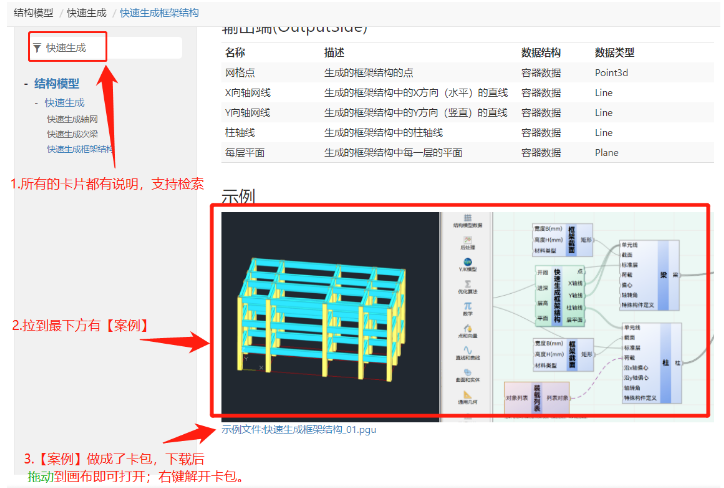 结构模型 / 快速生成 / 快速生成框架结构
快速生成
- 结构模型
- 快速生成
快速生成轴网
快速生成次梁
快速生成框架结构
1.所有的卡片都有说明，支持检索
2.拉到最下方有【案例】
3.【案例】做成了卡包，下载后
拖动到画布即可打开；右键解开卡包。
输出端(OutputSide)
名称 描述 数据结构 数据类型
网格点 生成的框架结构的点 容器数据 Point3d
X向轴网线 生成的框架结构中的X方向（水平）的直线 容器数据 Line
Y向轴网线 生成的框架结构中的Y方向（竖直）的直线 容器数据 Line
柱轴线 生成的框架结构中的柱轴线 容器数据 Line
每层平面 生成的框架结构中每一层的平面 容器数据 Plane
示例
结构模型数据
后处理
YJK模型
优化算法
数学
点和向量
直线和曲线
曲面和实体
通用几何
宽度B(mm)
高度H(mm)
材料类型
框架截面
矩形
开间
进深
层高
平面
快速生成框架结构
点
X轴线
Y轴线
柱轴线
层平面
宽度B(mm)
高度H(mm)
材料类型
框架截面
矩形
对象列表
装载列表
列表对象
单元线
截面
标准层
荷载
偏心
轴转角
特殊构件定义
梁
梁
单元线
截面
标准层
荷载
沿x轴偏心
沿y轴偏心
轴转角
特殊构件定义
柱
柱
示例文件:快速生成框架结构_01.pgu